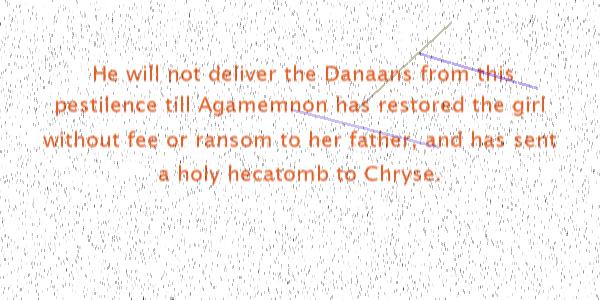 He will not deliver the Danaans from this
pestilence till Agamemnon has restored the girl
without fee or ransom to her father, and has sent
a holy hecatomb to Chryse.